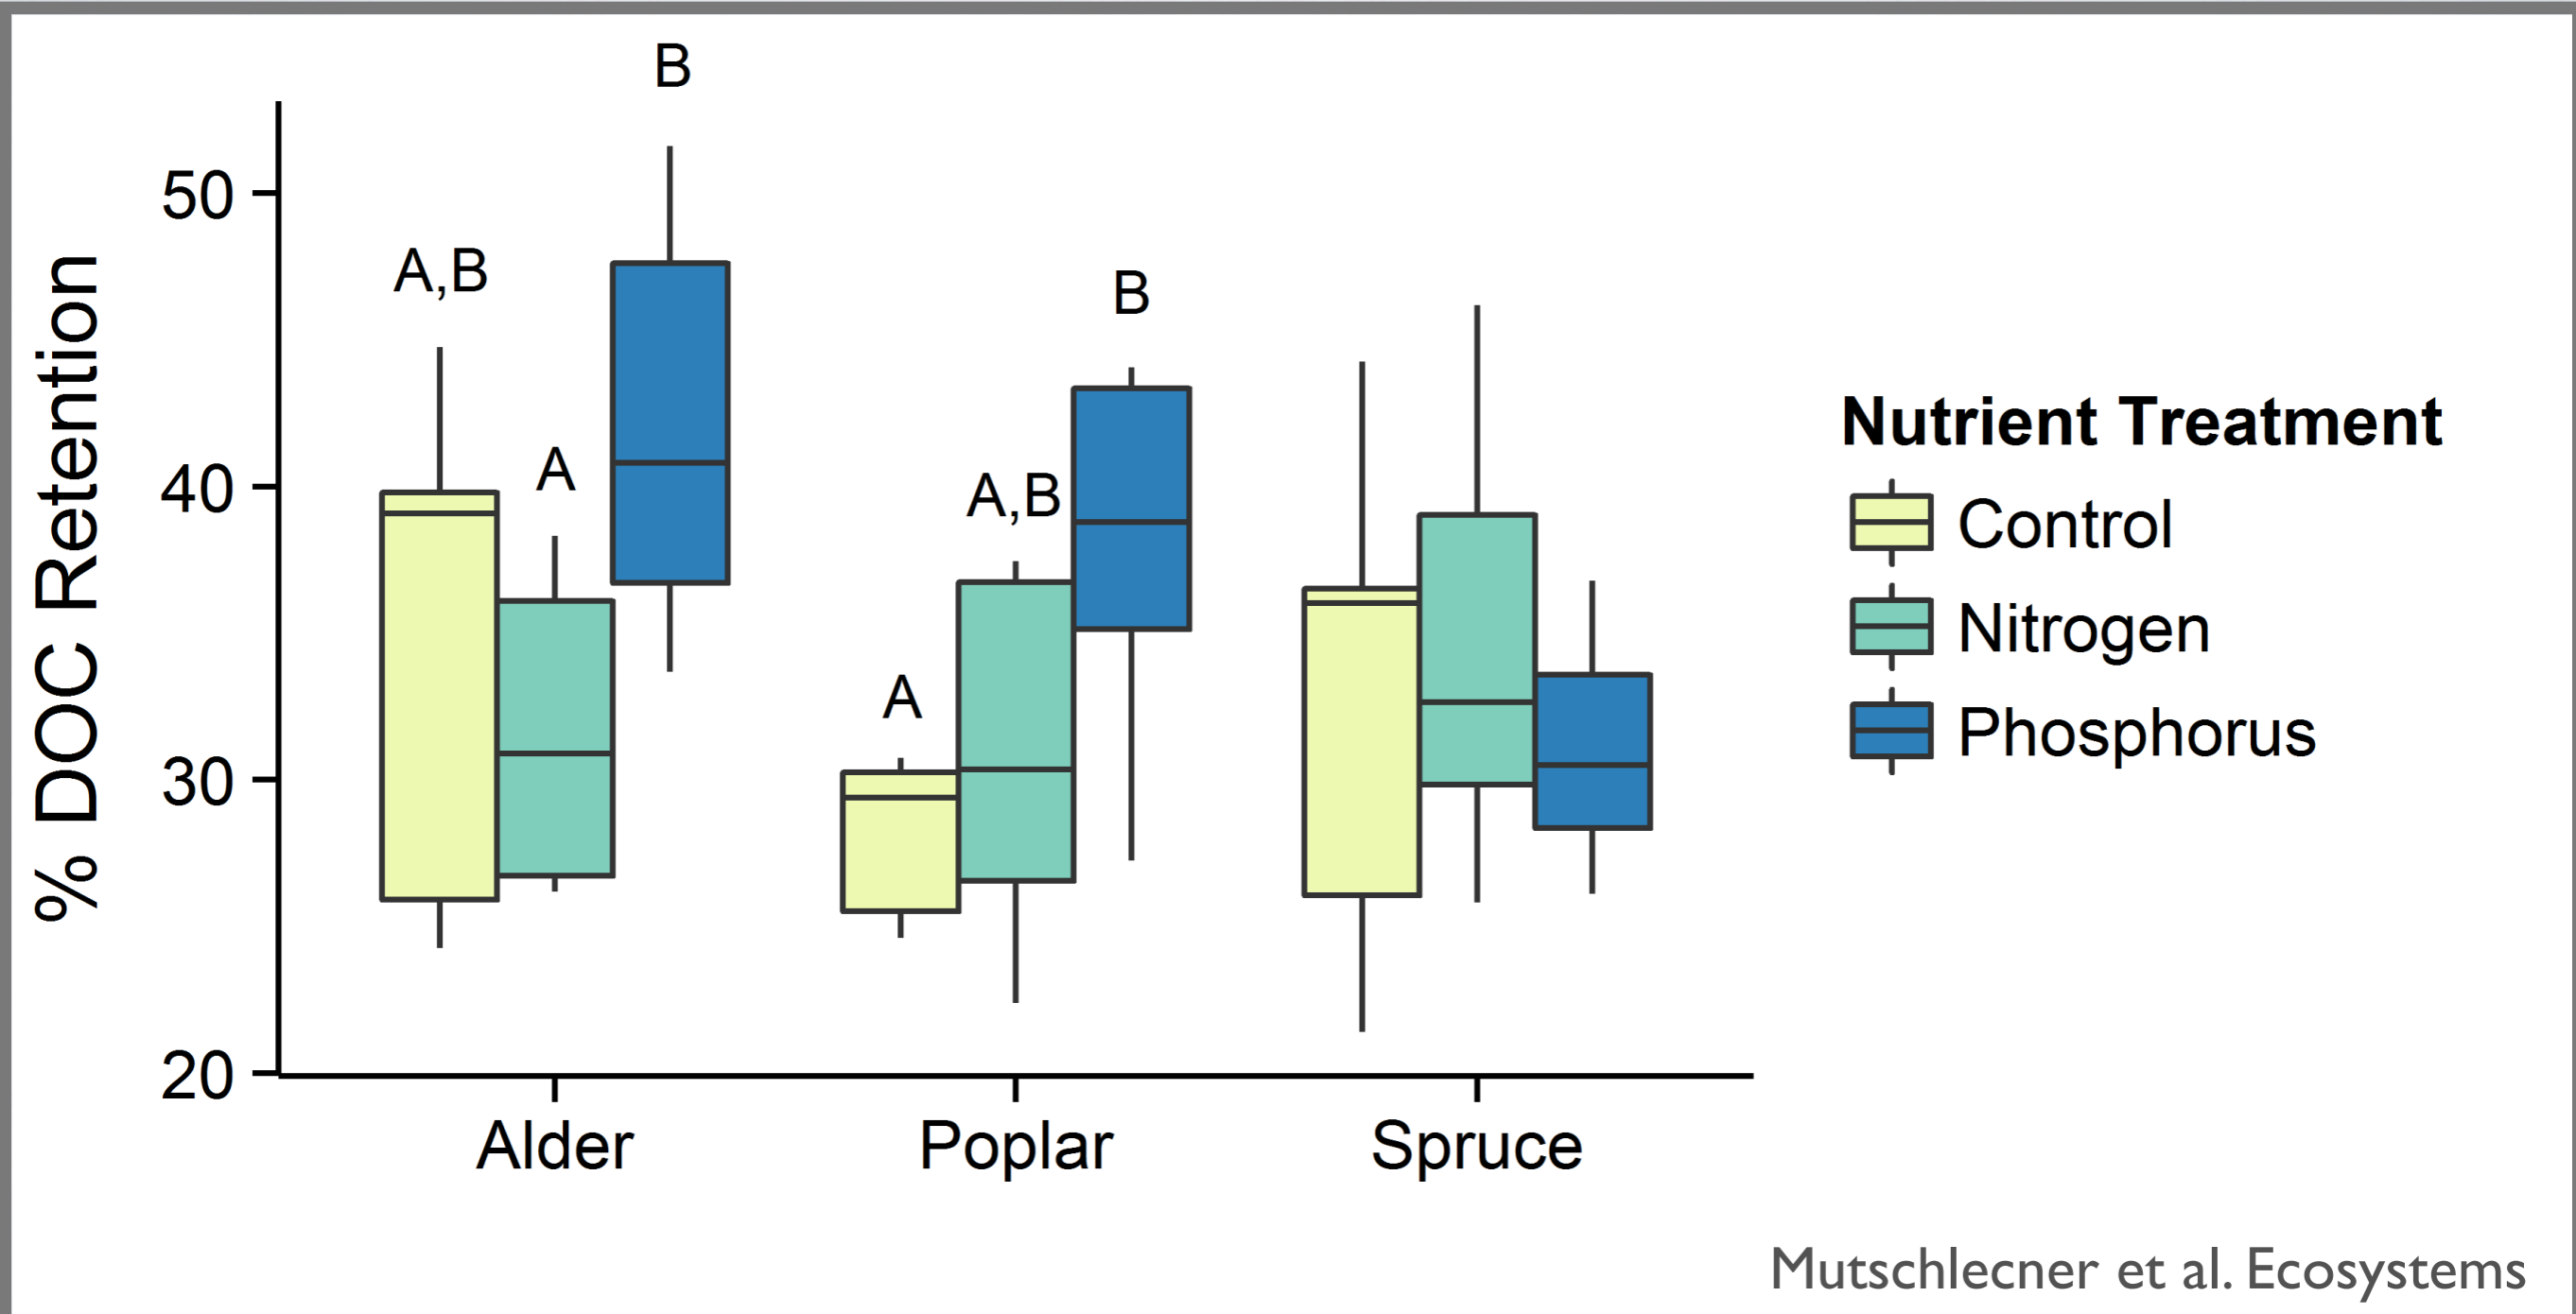 % DOC Retention
50
40
30
20
A,B
A
B
A
A,B
B
Alder
Poplar
Spruce
Nutrient Treatment
Control
Nitrogen
Phosphorus
Mutschlecner et al. Ecosystems